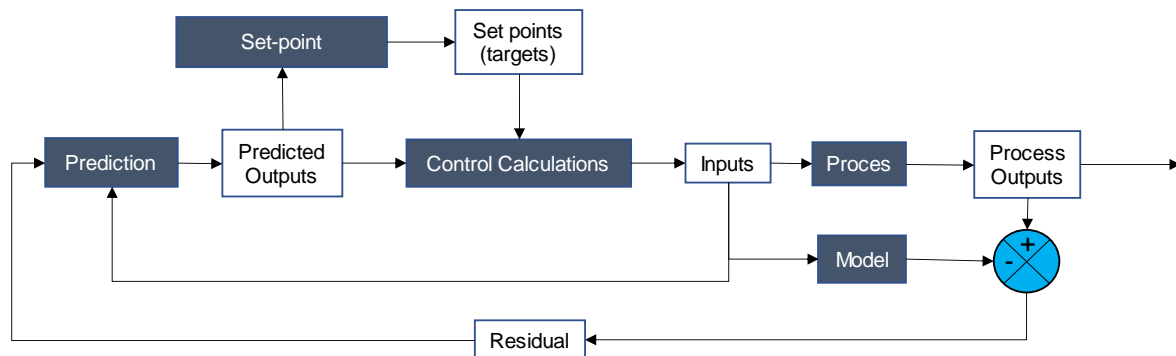 Set-point
Set points
(targets)
Prediction
Predicted
Outputs
Control Calculations
Inputs
Proces
Process
Outputs
+
-
Model
Residual